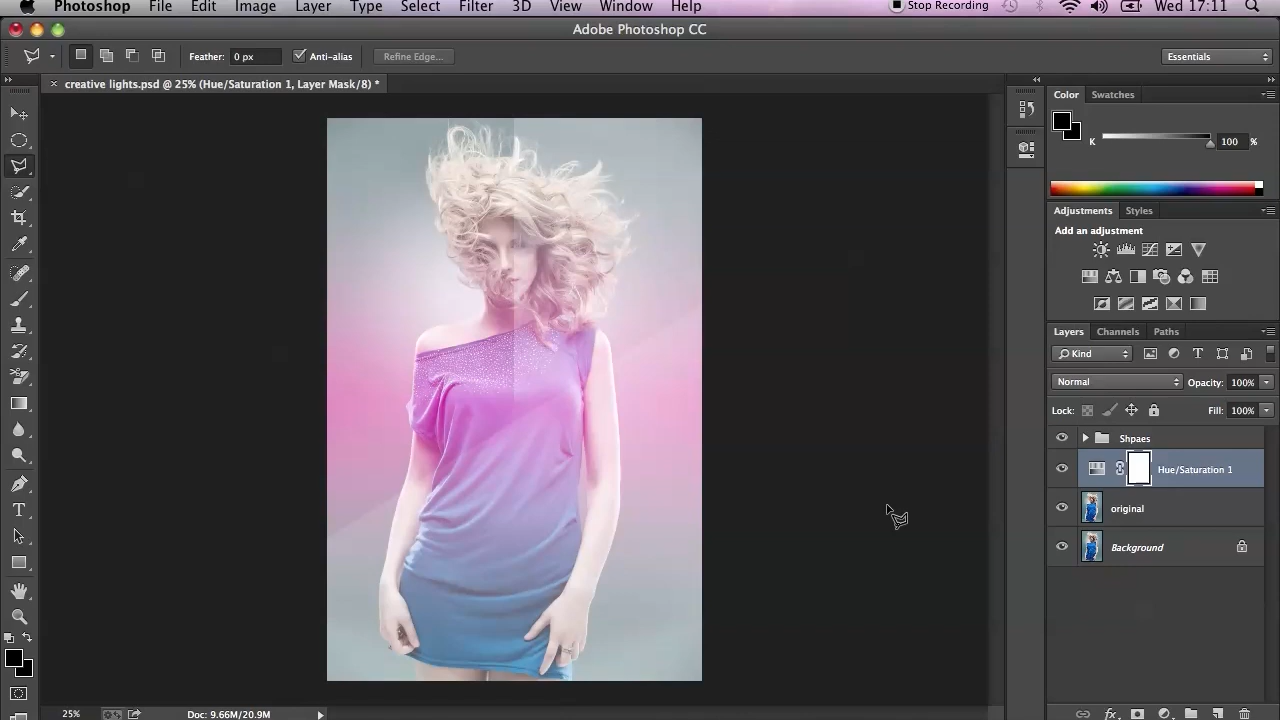 Photoshop File Edit Image Layer Type Select Filter 3D View Window Help Stop Recording Wed 17:11
Adobe Photoshop CC
Feather: 0 px Anti-alias Refine Edge... Essentials
creative lights.psd @ 25% (Hue/Saturation 1, Layer Mask/8) *
Color Swatches
K 100 %
Adjustments Styles
Add an adjustment
Layers Channels Paths
Kind
Normal Opacity: 100%
Lock: Fill: 100%
Shpaes
Hue/Saturation 1
original
Background
25% Doc: 9.66M/20.9M